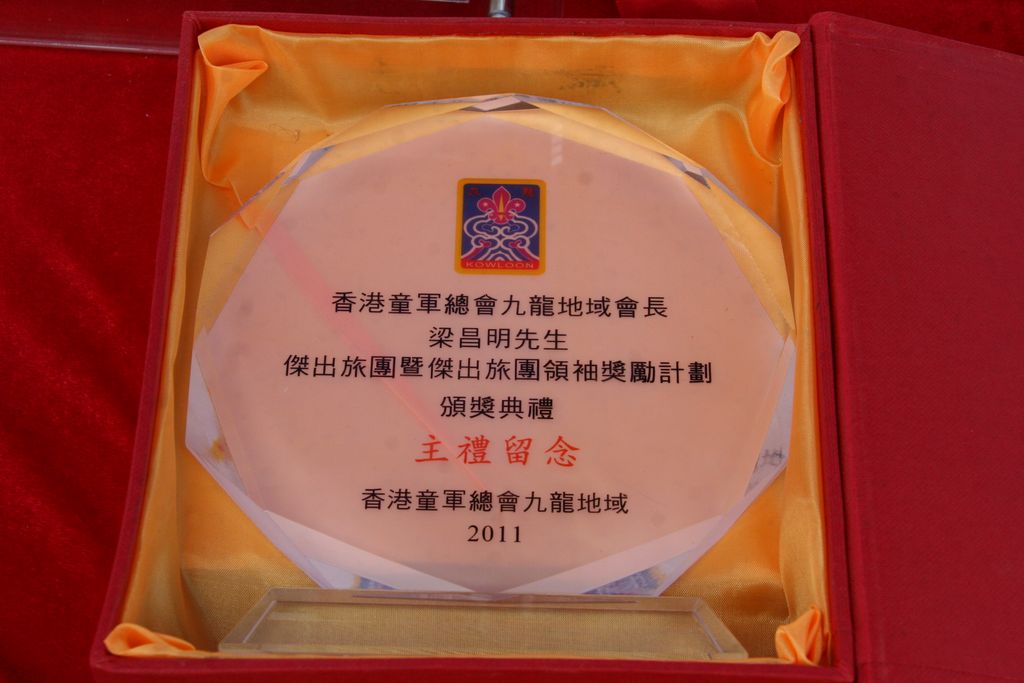 九龍
KOWLOON
香港童軍總會九龍地域會長
梁昌明先生
傑出旅團暨傑出旅團領袖獎勵計劃
頒獎典禮
主禮留念
香港童軍總會九龍地域
2011